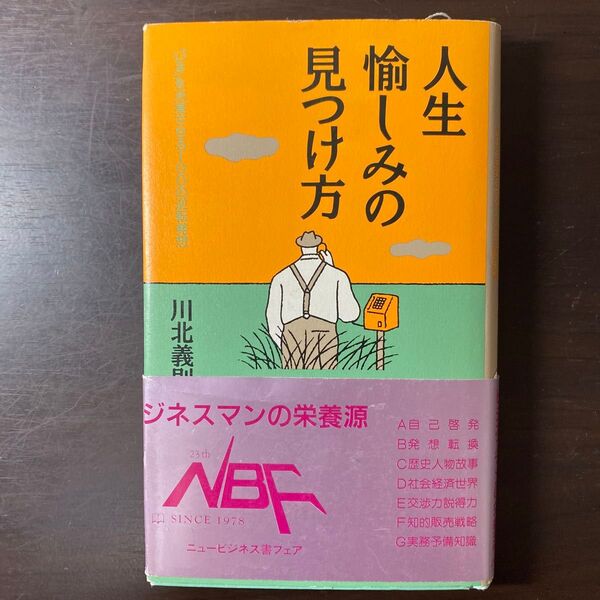 人生
愉しみの
見つけ方
川北義則
ジネスマンの栄養源
23th
NBF
SINCE 1978
ニュービジネス書フェア
A自己啓発
B発想転換
C歴史人物故事
D社会経済世界
E交渉力説得力
F知的販売戦略
G実務予備知識